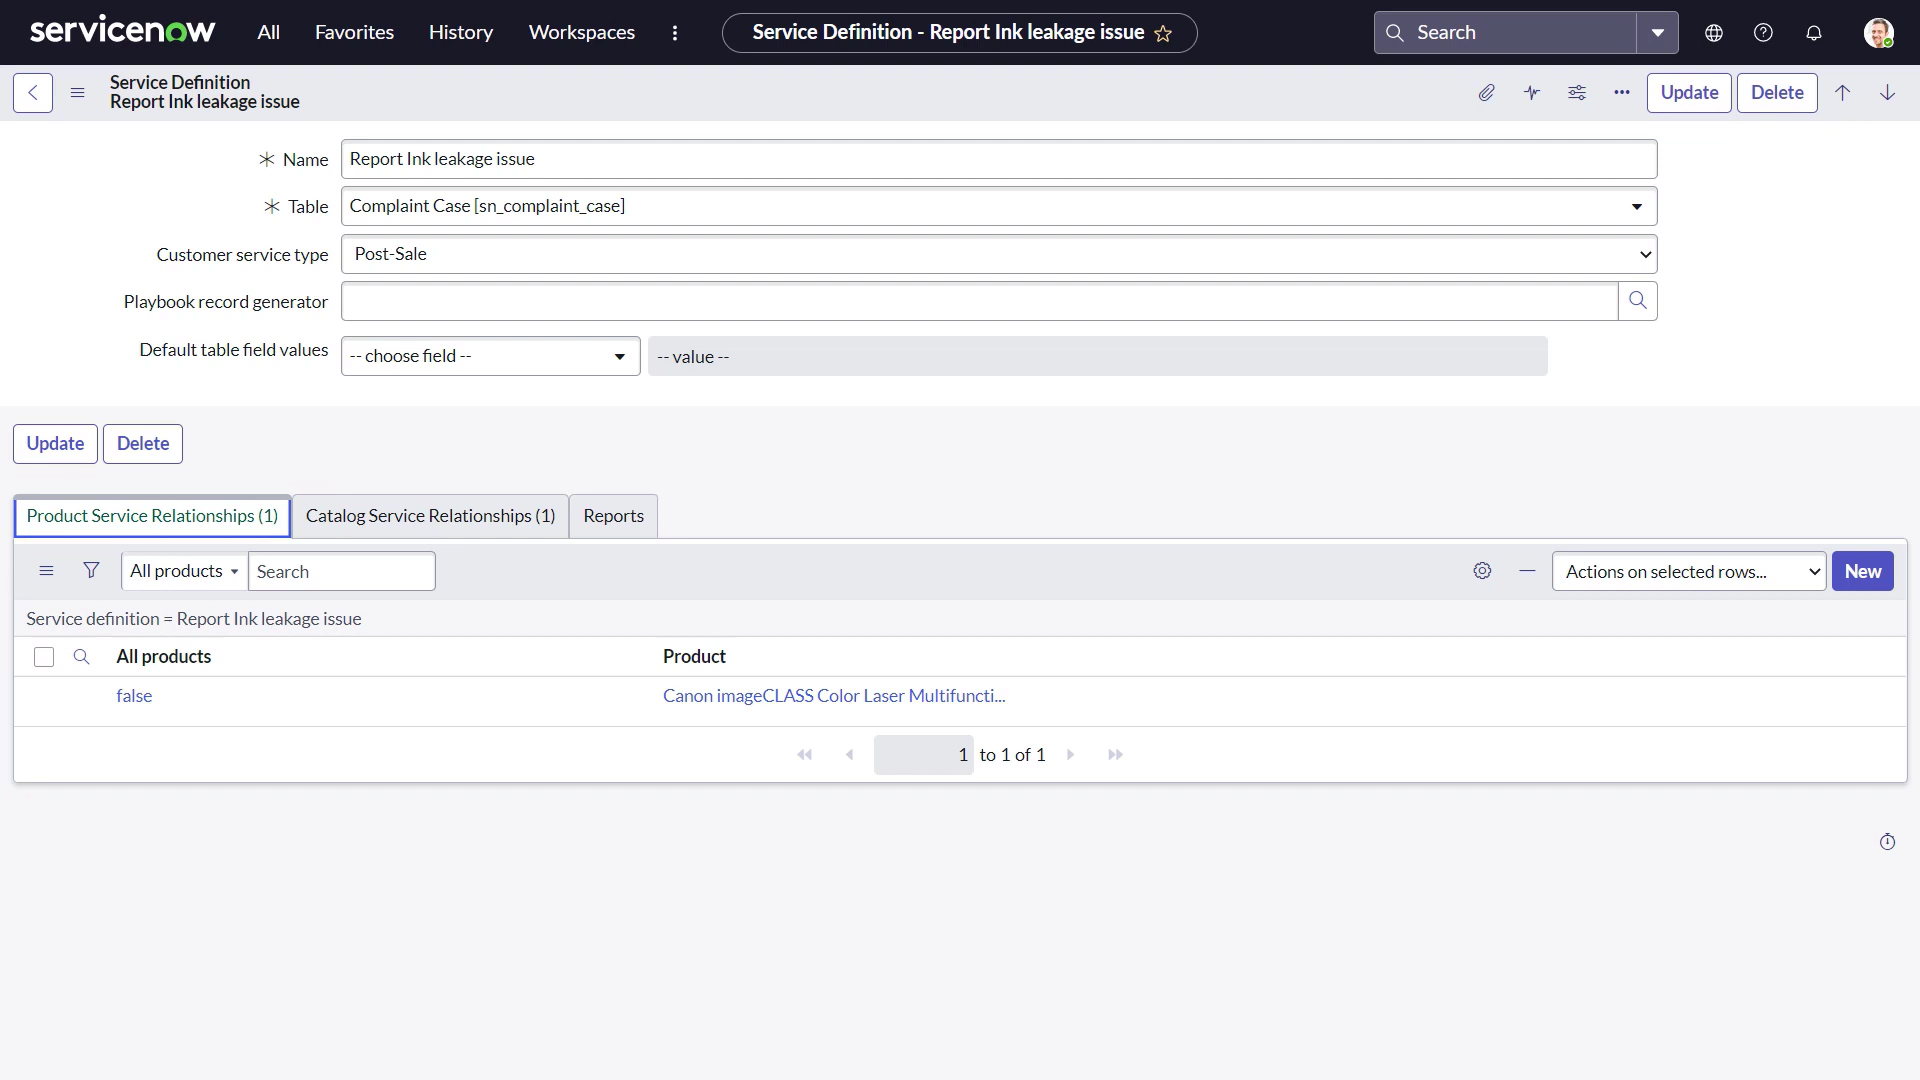 servicenow All Favorites History Workspaces Service Definition - Report Ink leakage issue Search
Service Definition
Report Ink leakage issue
Update Delete
Name Report Ink leakage issue
Table Complaint Case [sn_complaint_case]
Customer service type Post-Sale
Playbook record generator
Default table field values -- choose field -- -- value --
Update Delete
Product Service Relationships (1) Catalog Service Relationships (1) Reports
All products Search Actions on selected rows... New
Service definition = Report Ink leakage issue
All products Product
false Canon imageCLASS Color Laser Multifuncti...
1 to 1 of 1